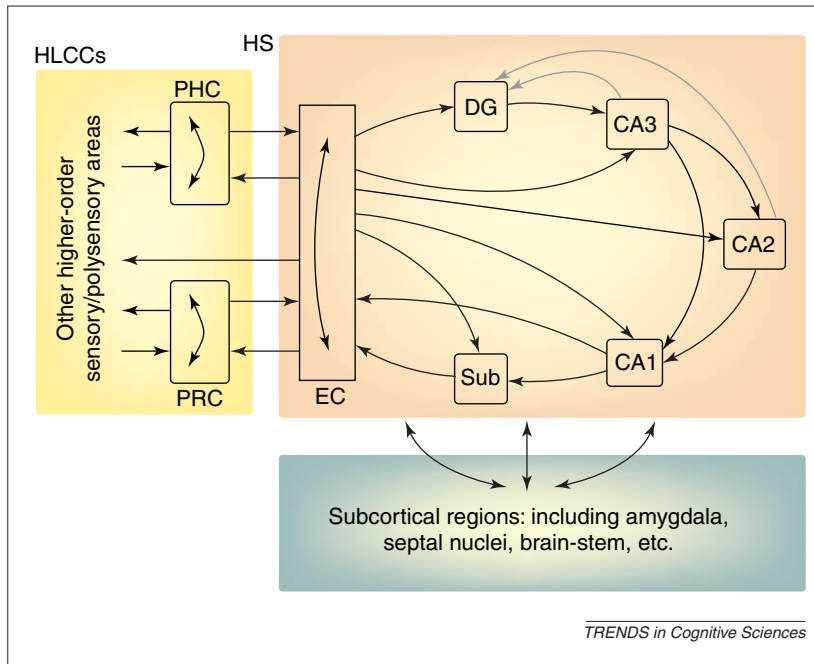 HS
HLCCs
PHC
Other higher-order
sensory/polysensory areas
PRC
EC
DG
CA3
CA2
CA1
Sub
Subcortical regions: including amygdala,
septal nuclei, brain-stem, etc.
TRENDS in Cognitive Sciences